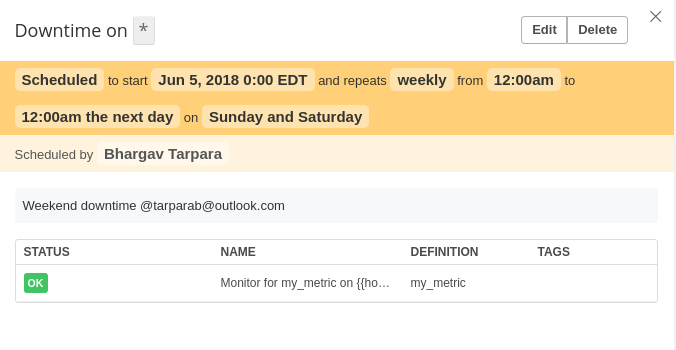 Downtime on *
Edit Delete
Scheduled to start Jun 5, 2018 0:00 EDT and repeats weekly from 12:00am to
12:00am the next day on Sunday and Saturday
Scheduled by Bhargav Tarpara
Weekend downtime @tarparab@outlook.com
STATUS NAME DEFINITION TAGS
OK Monitor for my_metric on {{ho… my_metric